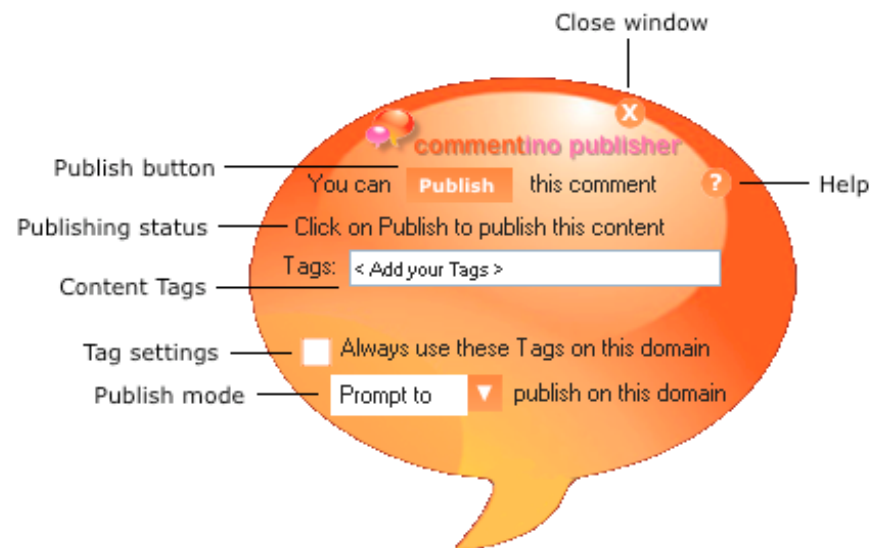 Close window
X
commentino publisher
Publish button
You can Publish this comment
? Help
Publishing status
Click on Publish to publish this content
Content Tags
Tags: < Add your Tags >
Tag settings
Always use these Tags on this domain
Publish mode
Prompt to publish on this domain